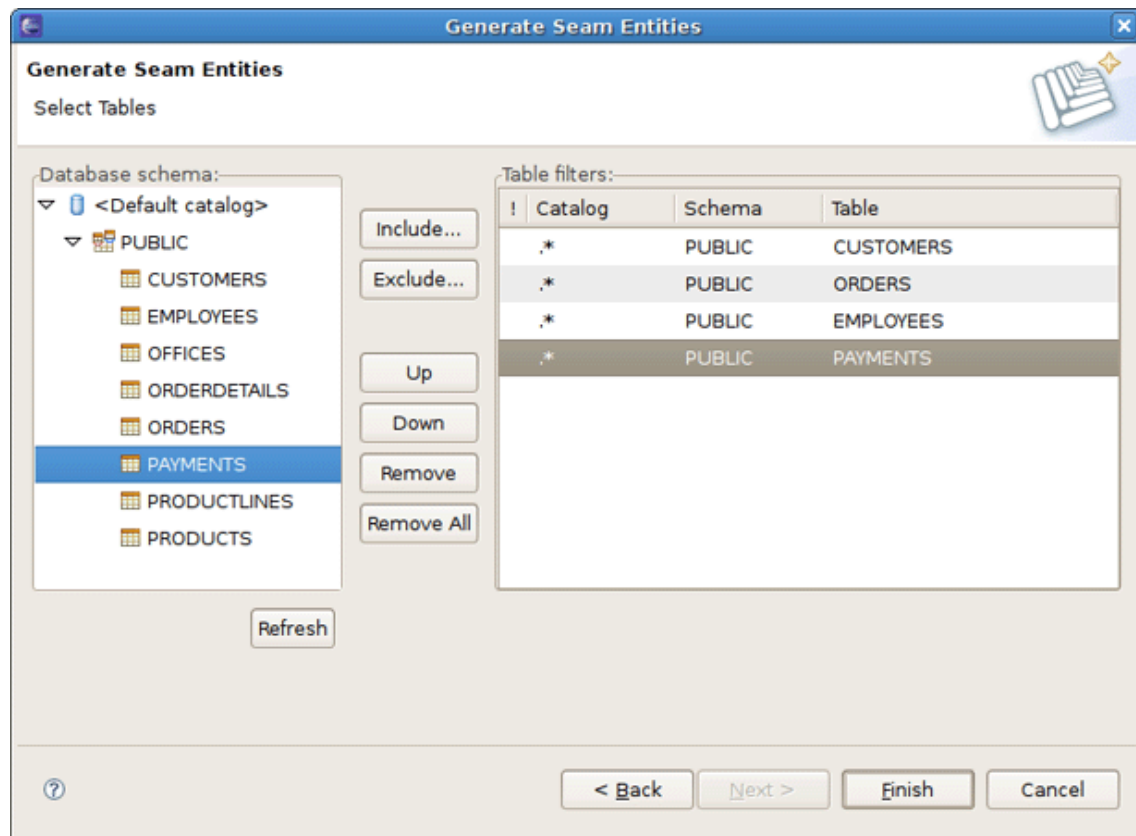 Generate Seam Entities
Generate Seam Entities
Select Tables
Database schema:
<Default catalog>
PUBLIC
CUSTOMERS
EMPLOYEES
OFFICES
ORDERDETAILS
ORDERS
PAYMENTS
PRODUCTLINES
PRODUCTS
Refresh
Include...
Exclude...
Up
Down
Remove
Remove All
Table filters:
! Catalog Schema Table
.* PUBLIC CUSTOMERS
.* PUBLIC ORDERS
.* PUBLIC EMPLOYEES
.* PUBLIC PAYMENTS
? < Back Next > Finish Cancel